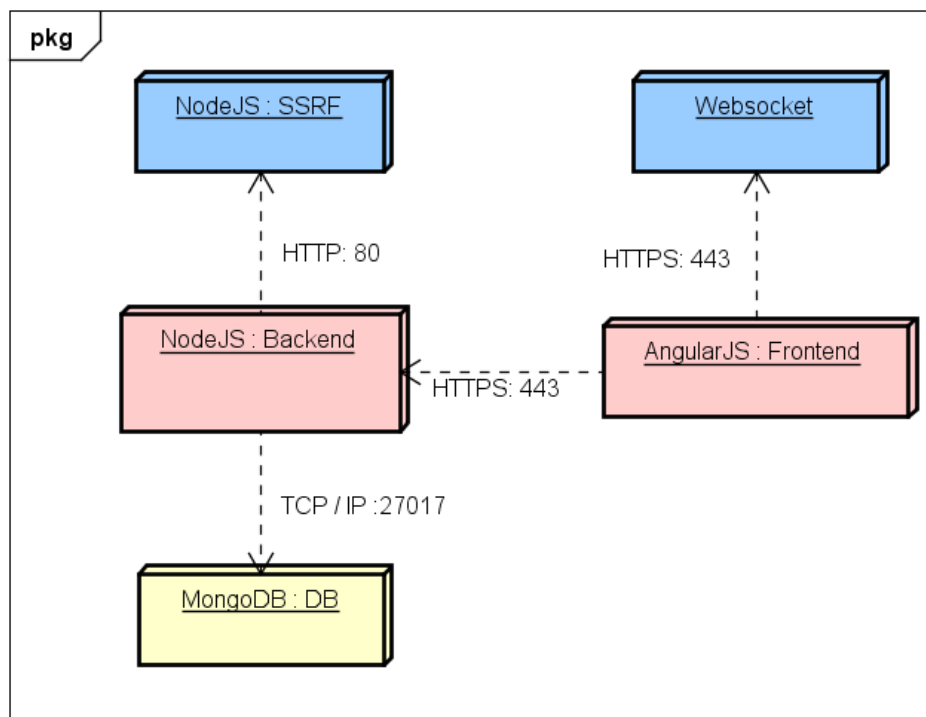 pkg
NodeJS : SSRF
Websocket
HTTP: 80
HTTPS: 443
NodeJS : Backend
AngularJS : Frontend
HTTPS: 443
TCP / IP :27017
MongoDB : DB